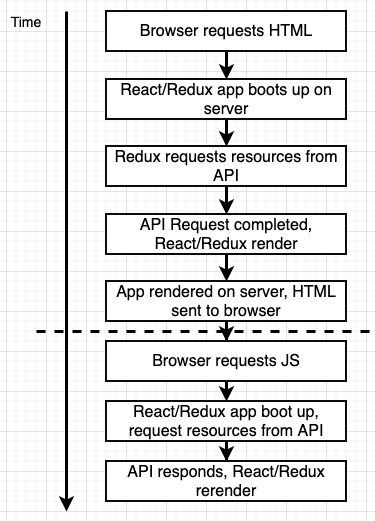 Time
Browser requests HTML
React/Redux app boots up on
server
Redux requests resources from
API
API Request completed,
React/Redux render
App rendered on server, HTML
sent to browser
Browser requests JS
React/Redux app boot up,
request resources from API
API responds, React/Redux
rerender